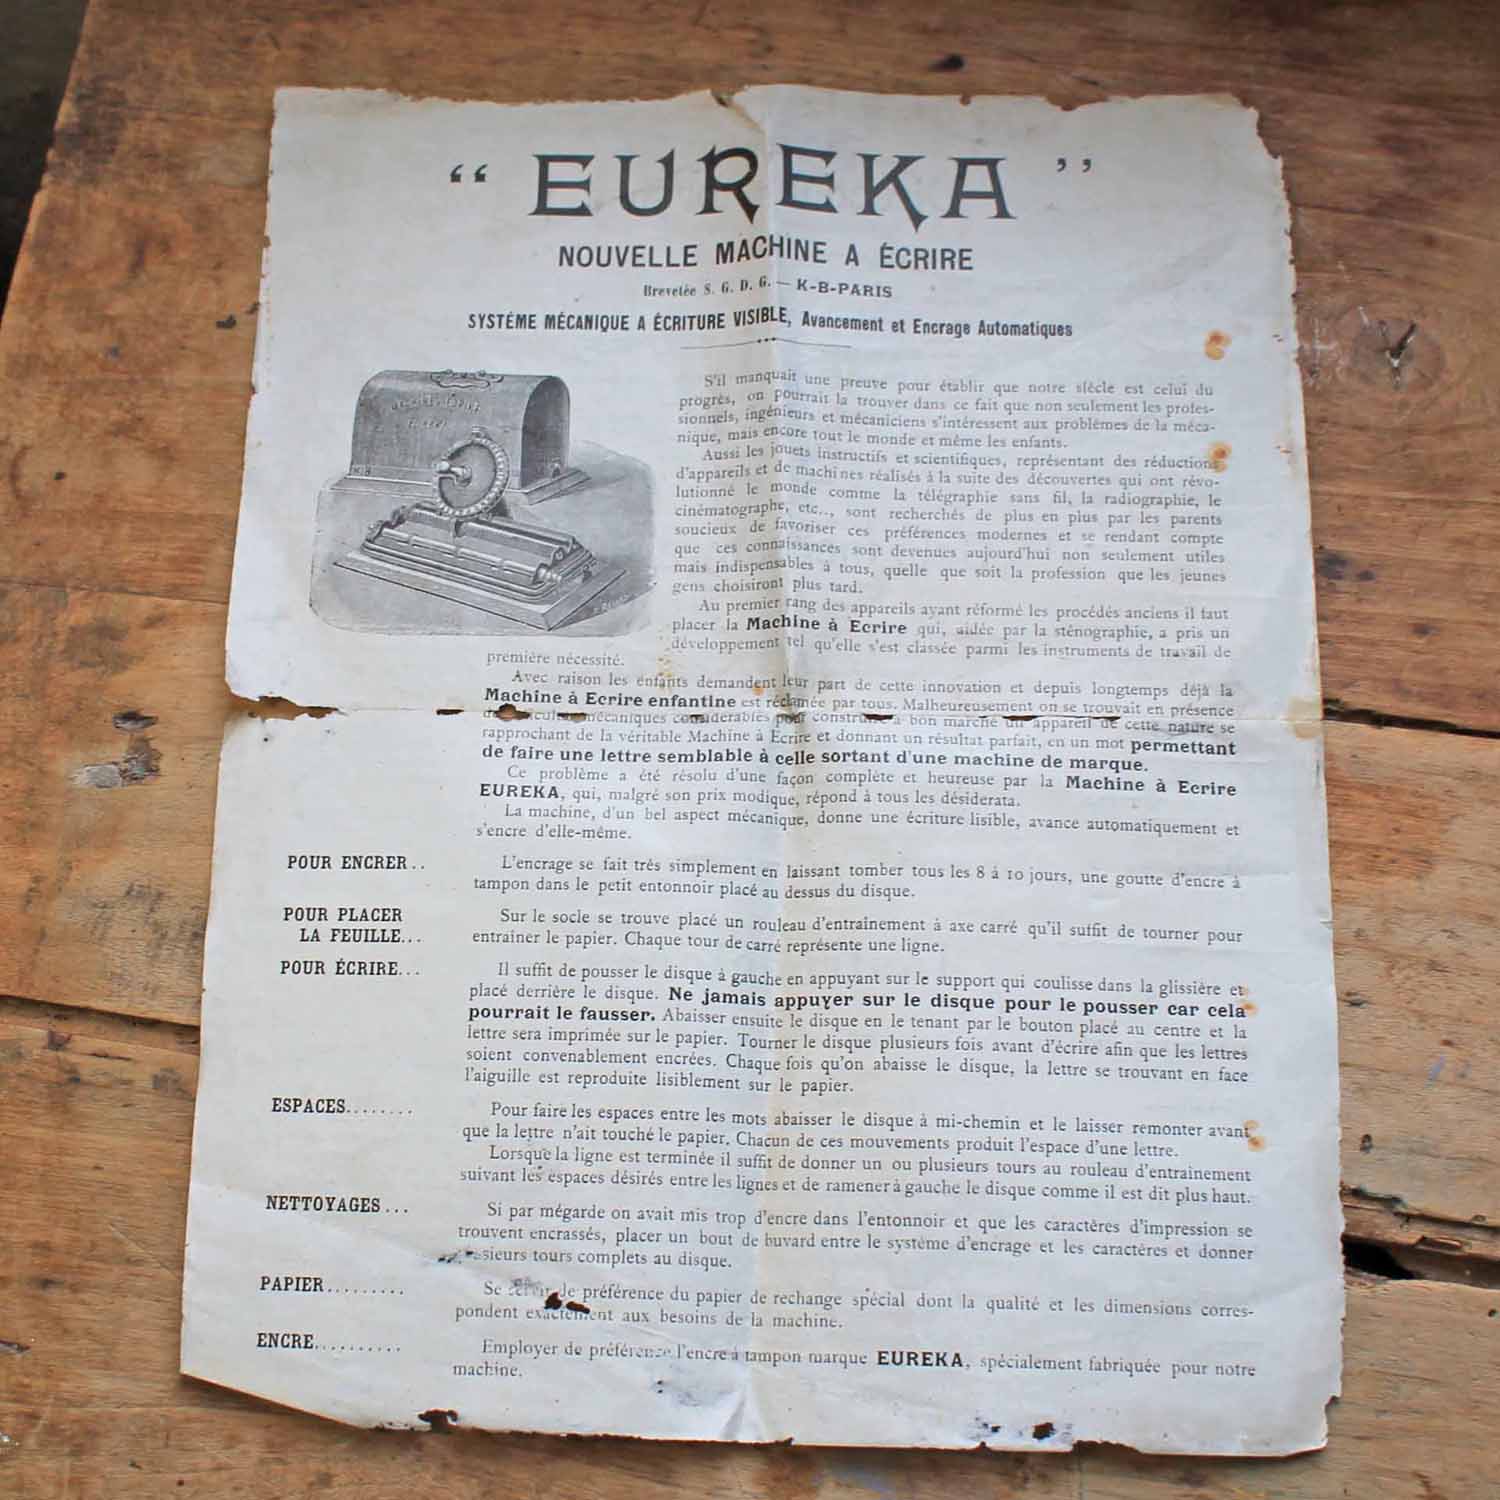 “ EUREKA ”
NOUVELLE MACHINE A ÉCRIRE
Brevetée S. G. D. G. — K-B-PARIS
SYSTÈME MÉCANIQUE A ÉCRITURE VISIBLE, Avancement et Encrage Automatiques
S'il manquait une preuve pour établir que notre siècle est celui du
progrès, on pourrait la trouver dans ce fait que non seulement les profes-
sionnels, ingénieurs et mécaniciens s'intéressent aux problèmes de la méca-
nique, mais encore tout le monde et même les enfants.
Aussi les jouets instructifs et scientifiques, représentant des réductions
d'appareils et de machines réalisés à la suite des découvertes qui ont révo-
lutionné le monde comme la télégraphie sans fil, la radiographie, le
cinématographe, etc.., sont recherchés de plus en plus par les parents
soucieux de favoriser ces préférences modernes et se rendant compte
que ces connaissances sont devenues aujourd'hui non seulement utiles
mais indispensables à tous, quelle que soit la profession que les jeunes
gens choisiront plus tard.
Au premier rang des appareils ayant réformé les procédés anciens il faut
placer la Machine à Ecrire qui, aidée par la sténographie, a pris un
développement tel qu'elle s'est classée parmi les instruments de travail de
première nécessité.
Avec raison les enfants demandent leur part de cette innovation et depuis longtemps déjà la
Machine à Ecrire enfantine est réclamée par tous. Malheureusement on se trouvait en présence
mécaniques considérables pour construire à bon marché un appareil de cette nature se
rapprochant de la véritable Machine à Ecrire et donnant un résultat parfait, en un mot permettant
de faire une lettre semblable à celle sortant d'une machine de marque.
Ce problème a été résolu d'une façon complète et heureuse par la Machine à Ecrire
EUREKA, qui, malgré son prix modique, répond à tous les désiderata.
La machine, d'un bel aspect mécanique, donne une écriture lisible, avance automatiquement et
s'encre d'elle-même.
POUR ENCRER.. L'encrage se fait très simplement en laissant tomber tous les 8 à 10 jours, une goutte d'encre à
tampon dans le petit entonnoir placé au dessus du disque.
POUR PLACER Sur le socle se trouve placé un rouleau d'entraînement à axe carré qu'il suffit de tourner pour
LA FEUILLE... entraîner le papier. Chaque tour de carré représente une ligne.
POUR ÉCRIRE... Il suffit de pousser le disque à gauche en appuyant sur le support qui coulisse dans la glissière et
placé derrière le disque. Ne jamais appuyer sur le disque pour le pousser car cela
pourrait le fausser. Abaisser ensuite le disque en le tenant par le bouton placé au centre et la
lettre sera imprimée sur le papier. Tourner le disque plusieurs fois avant d'écrire afin que les lettres
soient convenablement encrées. Chaque fois qu'on abaisse le disque, la lettre se trouvant en face
l'aiguille est reproduite lisiblement sur le papier.
ESPACES........ Pour faire les espaces entre les mots abaisser le disque à mi-chemin et le laisser remonter avant
que la lettre n'ait touché le papier. Chacun de ces mouvements produit l'espace d'une lettre.
Lorsque la ligne est terminée il suffit de donner un ou plusieurs tours au rouleau d'entraînement
suivant les espaces désirés entre les lignes et de ramener à gauche le disque comme il est dit plus haut.
NETTOYAGES... Si par mégarde on avait mis trop d'encre dans l'entonnoir et que les caractères d'impression se
trouvent encrassés, placer un bout de buvard entre le système d'encrage et les caractères et donner
plusieurs tours complets au disque.
PAPIER......... Se servir de préférence du papier de rechange spécial dont la qualité et les dimensions corres-
pondent exactement aux besoins de la machine.
ENCRE.......... Employer de préférence l'encre à tampon marque EUREKA, spécialement fabriquée pour notre
machine.